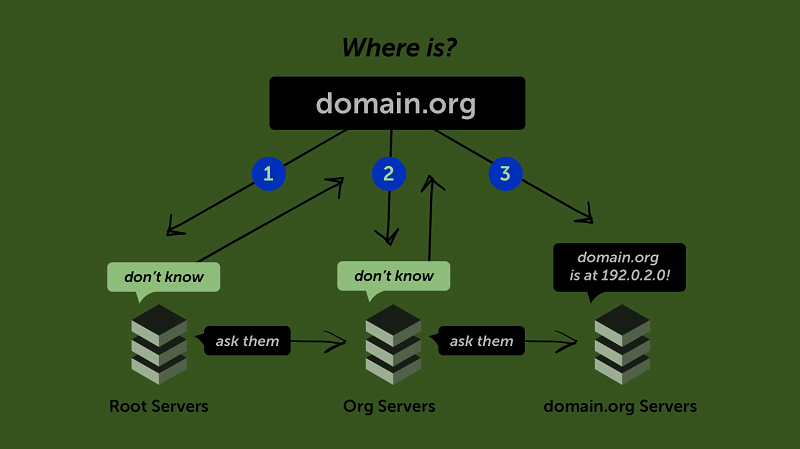 Where is?
domain.org
1
2
3
don't know
don't know
domain.org
is at 192.0.2.0!
ask them
ask them
Root Servers
Org Servers
domain.org Servers